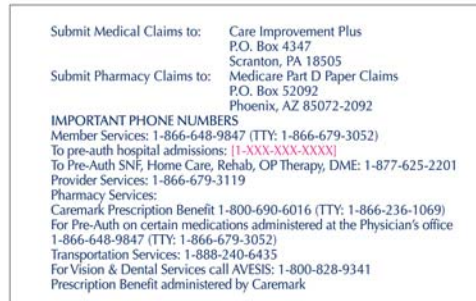 Submit Medical Claims to: Care Improvement Plus
P.O. Box 4347
Scranton, PA 18505
Submit Pharmacy Claims to: Medicare Part D Paper Claims
P.O. Box 52092
Phoenix, AZ 85072-2092
IMPORTANT PHONE NUMBERS
Member Services: 1-866-648-9847 (TTY: 1-866-679-3052)
To pre-auth hospital admissions: [1-XXX-XXX-XXXX]
To Pre-Auth SNF, Home Care, Rehab, OP Therapy, DME: 1-877-625-2201
Provider Services: 1-866-679-3119
Pharmacy Services:
Caremark Prescription Benefit 1-800-690-6016 (TTY: 1-866-236-1069)
For Pre-Auth on certain medications administered at the Physician's office
1-866-648-9847 (TTY: 1-866-679-3052)
Transportation Services: 1-888-240-6435
For Vision & Dental Services call AVESIS: 1-800-828-9341
Prescription Benefit administered by Caremark